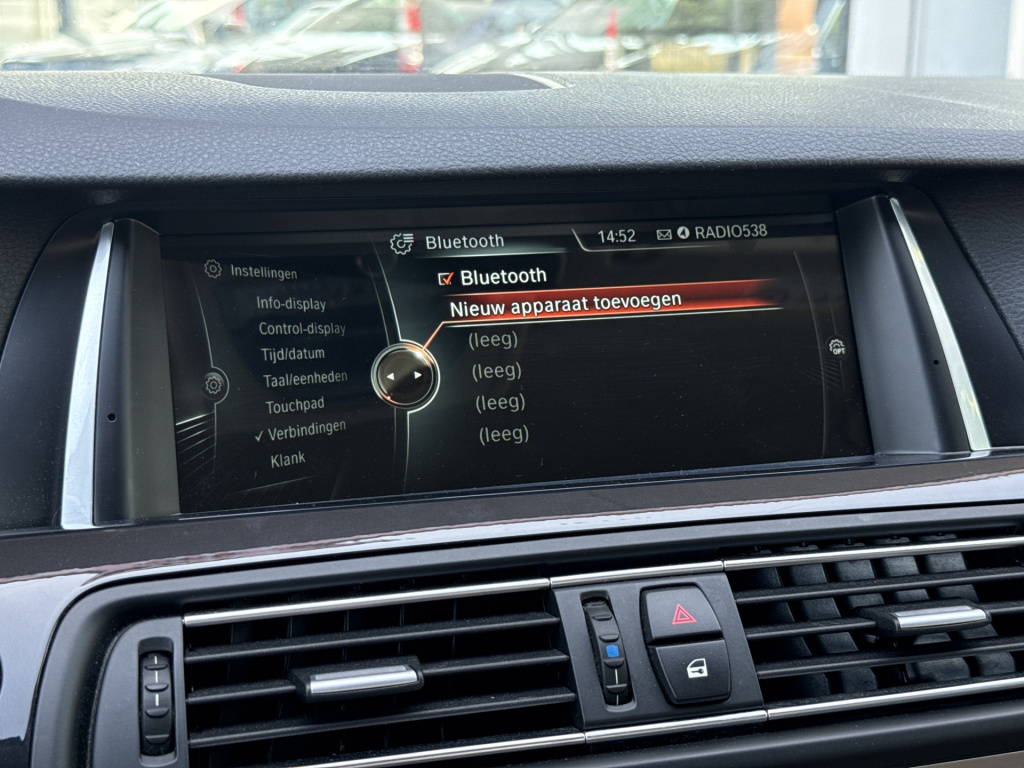 Bluetooth
14:52 RADIO538
Instellingen
Info-display
Control-display
Tijd/datum
Taal/eenheden
Touchpad
Verbindingen
Klank
Bluetooth
Nieuw apparaat toevoegen
(leeg)
(leeg)
(leeg)
(leeg)
OPT